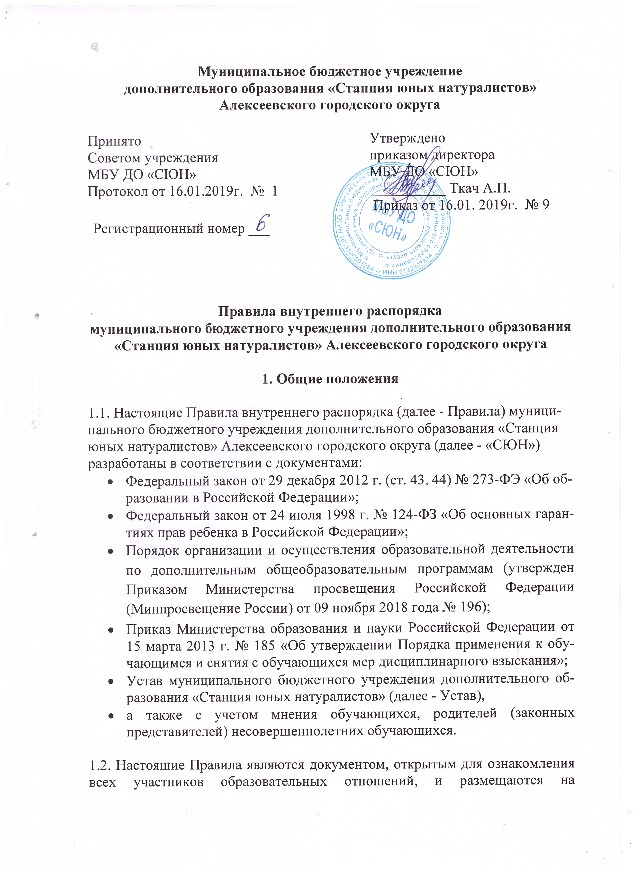 Муниципальное бюджетное учреждение
дополнительного образования «Станция юных натуралистов»
Алексеевского городского округа
Принято
Советом учреждения
МБУ ДО «СЮН»
Протокол от 16.01.2019г. № 1
Регистрационный номер 6
Утверждено
приказом директора
МБУ ДО «СЮН»
Ткач А.П.
Приказ от 16.01. 2019г. № 9
МБУ ДО
«СЮН»
Правила внутреннего распорядка
муниципального бюджетного учреждения дополнительного образования
«Станция юных натуралистов» Алексеевского городского округа
1. Общие положения
1.1. Настоящие Правила внутреннего распорядка (далее - Правила) муници-
пального бюджетного учреждения дополнительного образования «Станция
юных натуралистов» Алексеевского городского округа (далее - «СЮН»)
разработаны в соответствии с документами:
• Федеральный закон от 29 декабря 2012 г. (ст. 43, 44) № 273-ФЭ «Об об-
разовании в Российской Федерации»;
• Федеральный закон от 24 июля 1998 г. № 124-ФЗ «Об основных гаран-
тиях прав ребенка в Российской Федерации»;
• Порядок организации и осуществления образовательной деятельности
по дополнительным общеобразовательным программам (утвержден
Приказом Министерства просвещения Российской Федерации
(Минпросвещение России) от 09 ноября 2018 года № 196);
• Приказ Министерства образования и науки Российской Федерации от
15 марта 2013 г. № 185 «Об утверждении Порядка применения к обу-
чающимся и снятия с обучающихся мер дисциплинарного взыскания»;
• Устав муниципального бюджетного учреждения дополнительного об-
разования «Станция юных натуралистов» (далее - Устав),
• а также с учетом мнения обучающихся, родителей (законных
представителей) несовершеннолетних обучающихся.
1.2. Настоящие Правила являются документом, открытым для ознакомления
всех участников образовательных отношений, и размещаются на